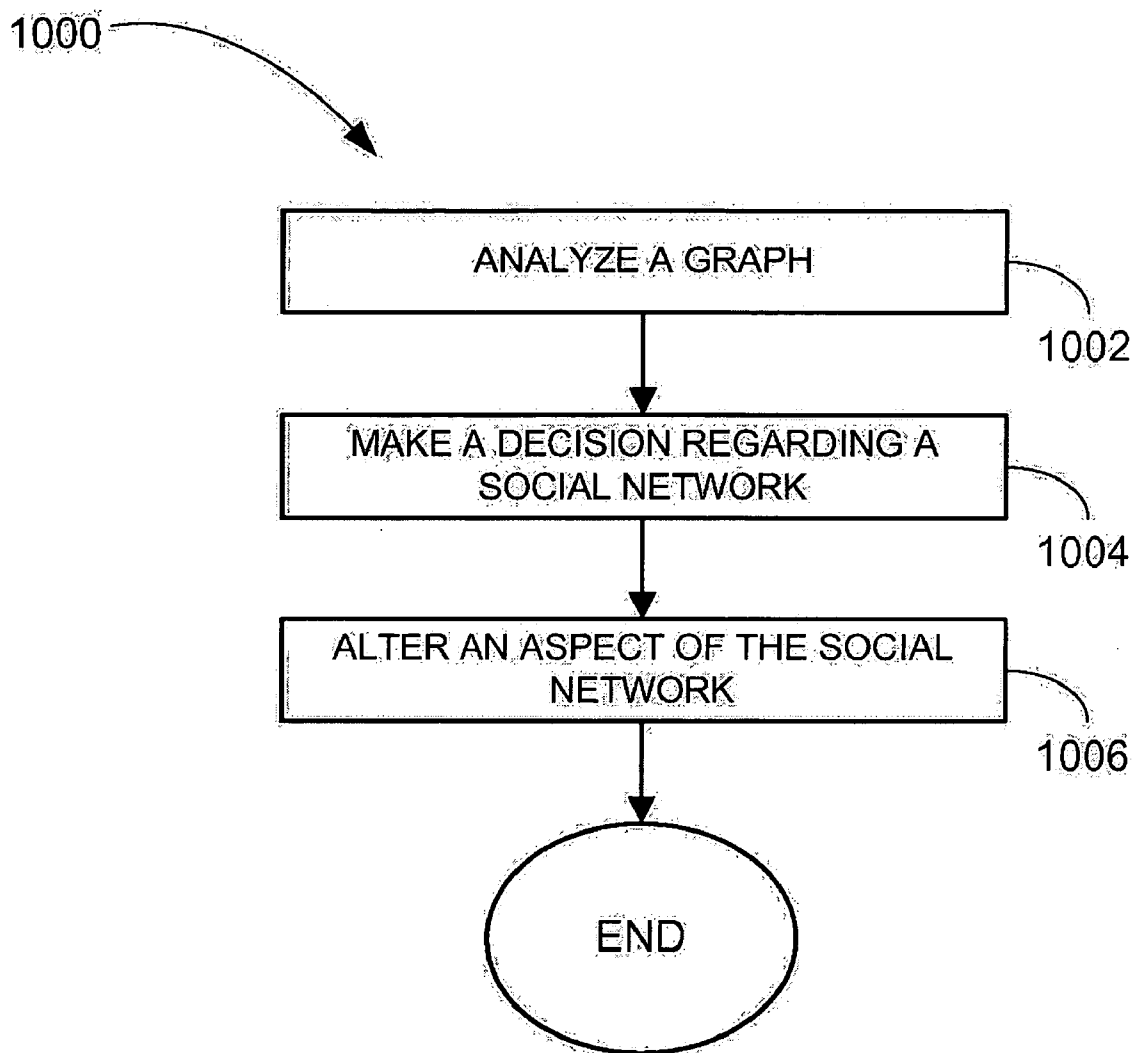 1000
ANALYZE A GRAPH
1002
MAKE A DECISION REGARDING A
SOCIAL NETWORK
1004
ALTER AN ASPECT OF THE SOCIAL
NETWORK
1006
END